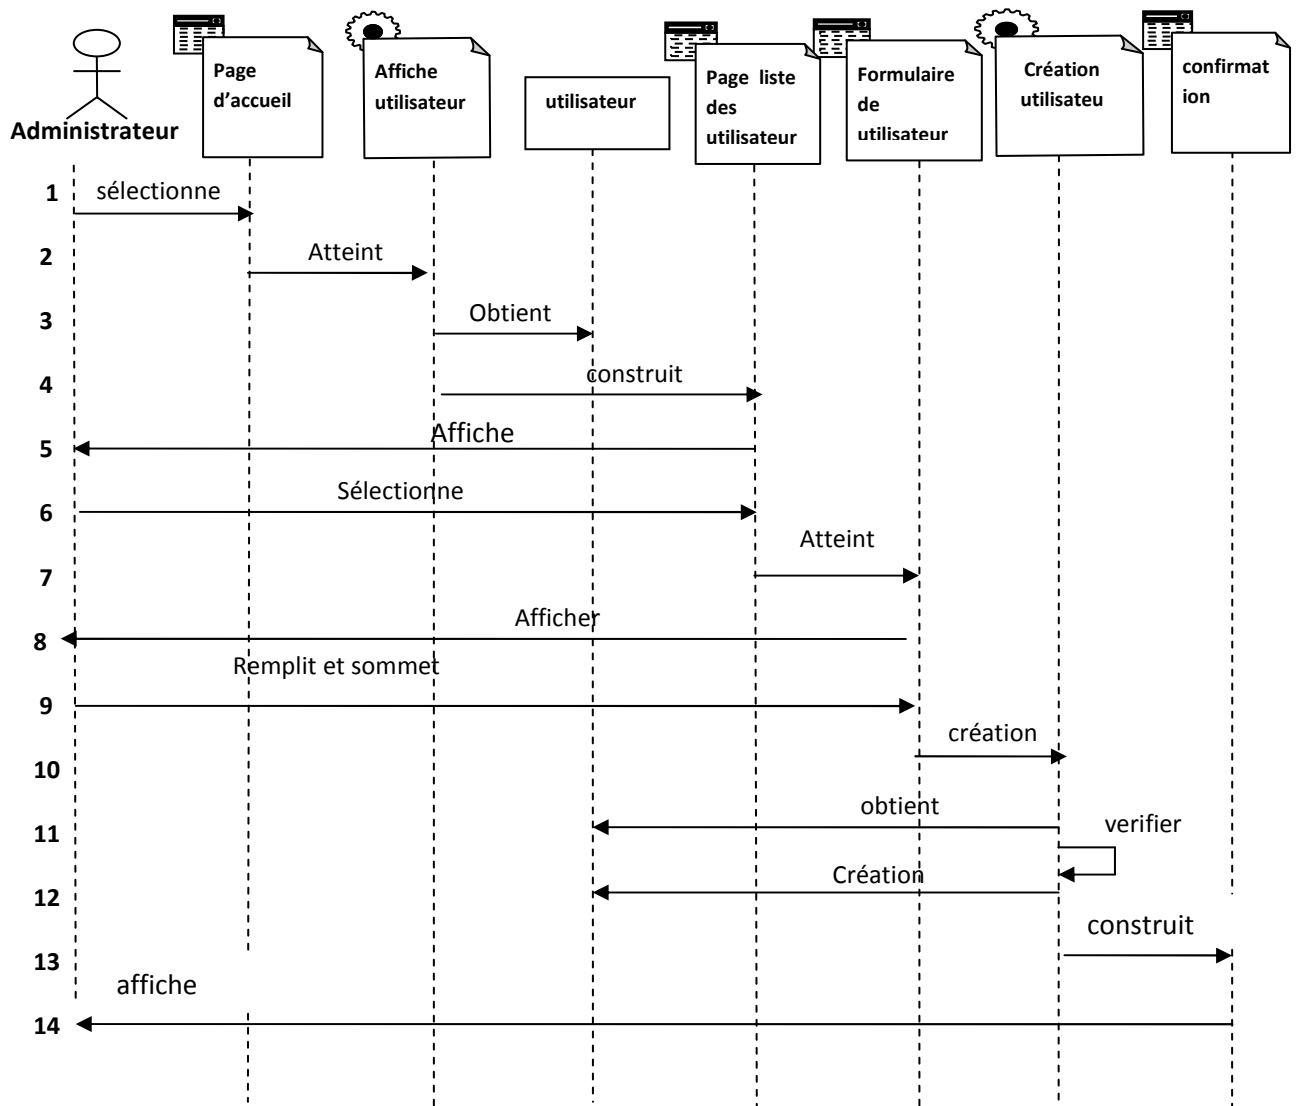 Page
d’accueil
Affiche
utilisateur
utilisateur
Page liste
des
utilisateur
Formulaire
de
utilisateur
Création
utilisateu
confirmat
ion
Administrateur
1
sélectionne
2
Atteint
3
Obtient
4
construit
5
Affiche
6
Sélectionne
7
Atteint
8
Afficher
Remplit et sommet
9
création
10
obtient
11
verifier
Création
12
construit
13
affiche
14